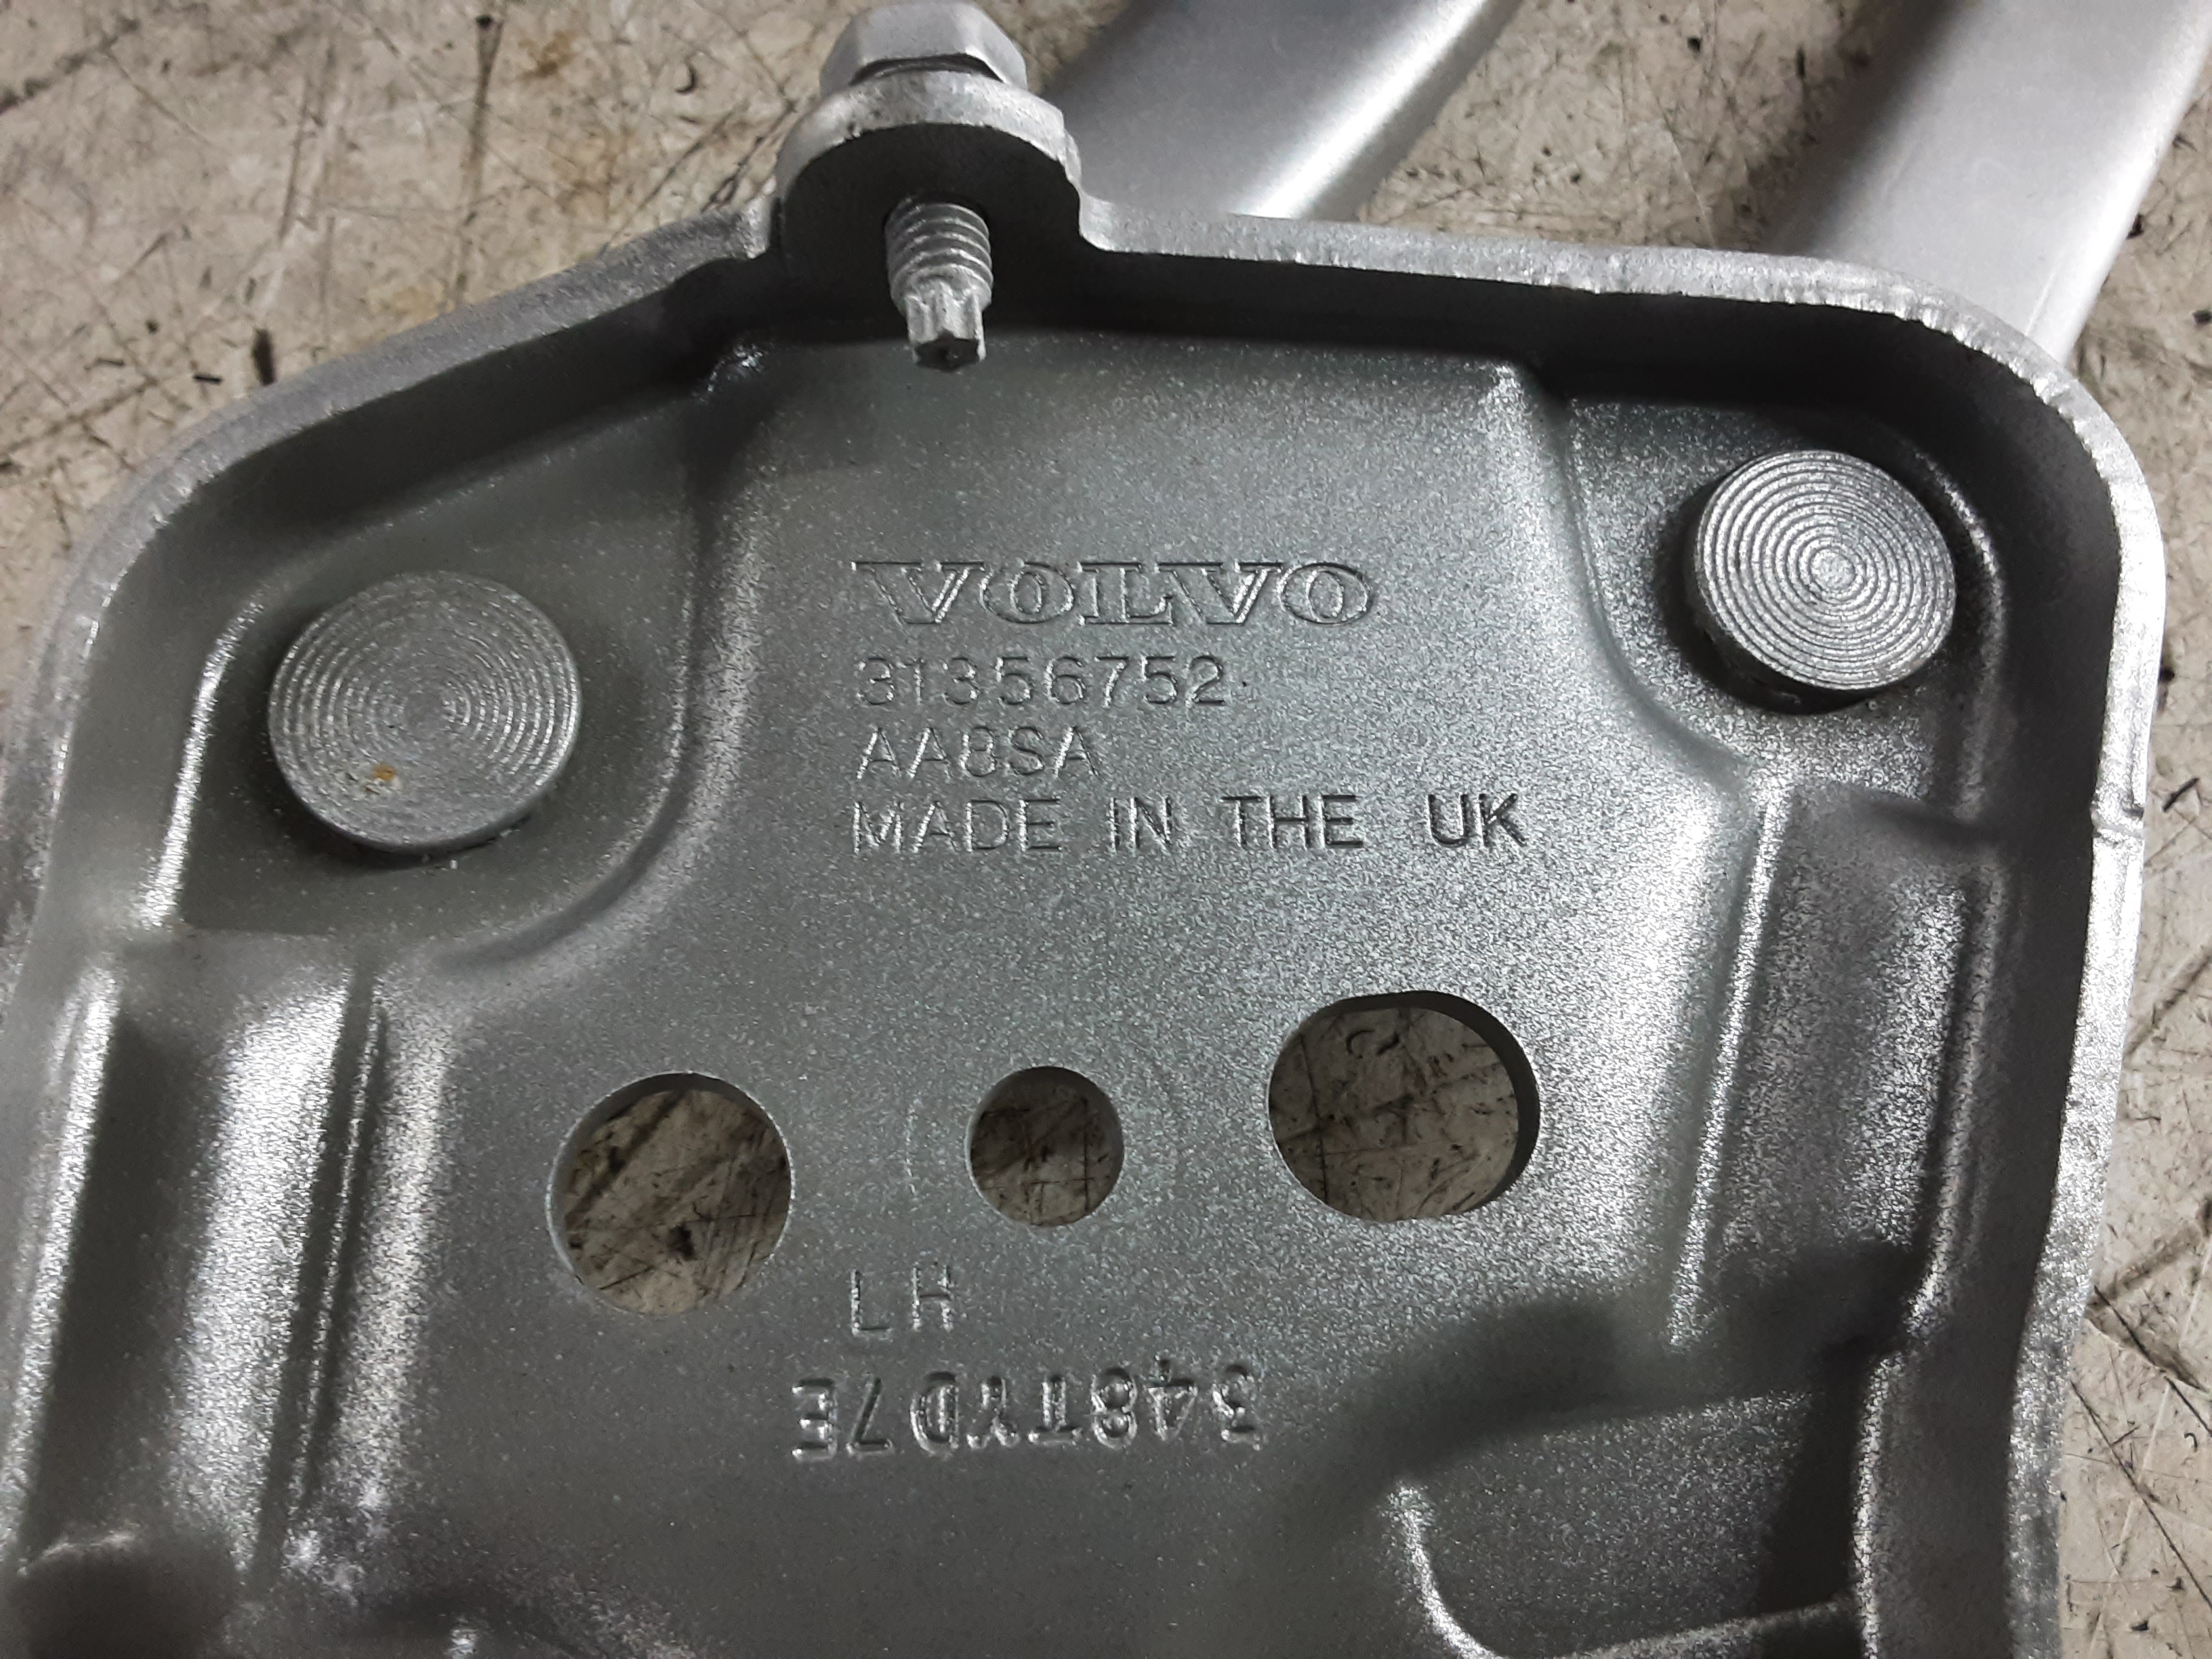 VOLVO
31356752
AA8SA
MADE IN THE UK
LH
348TYD7E